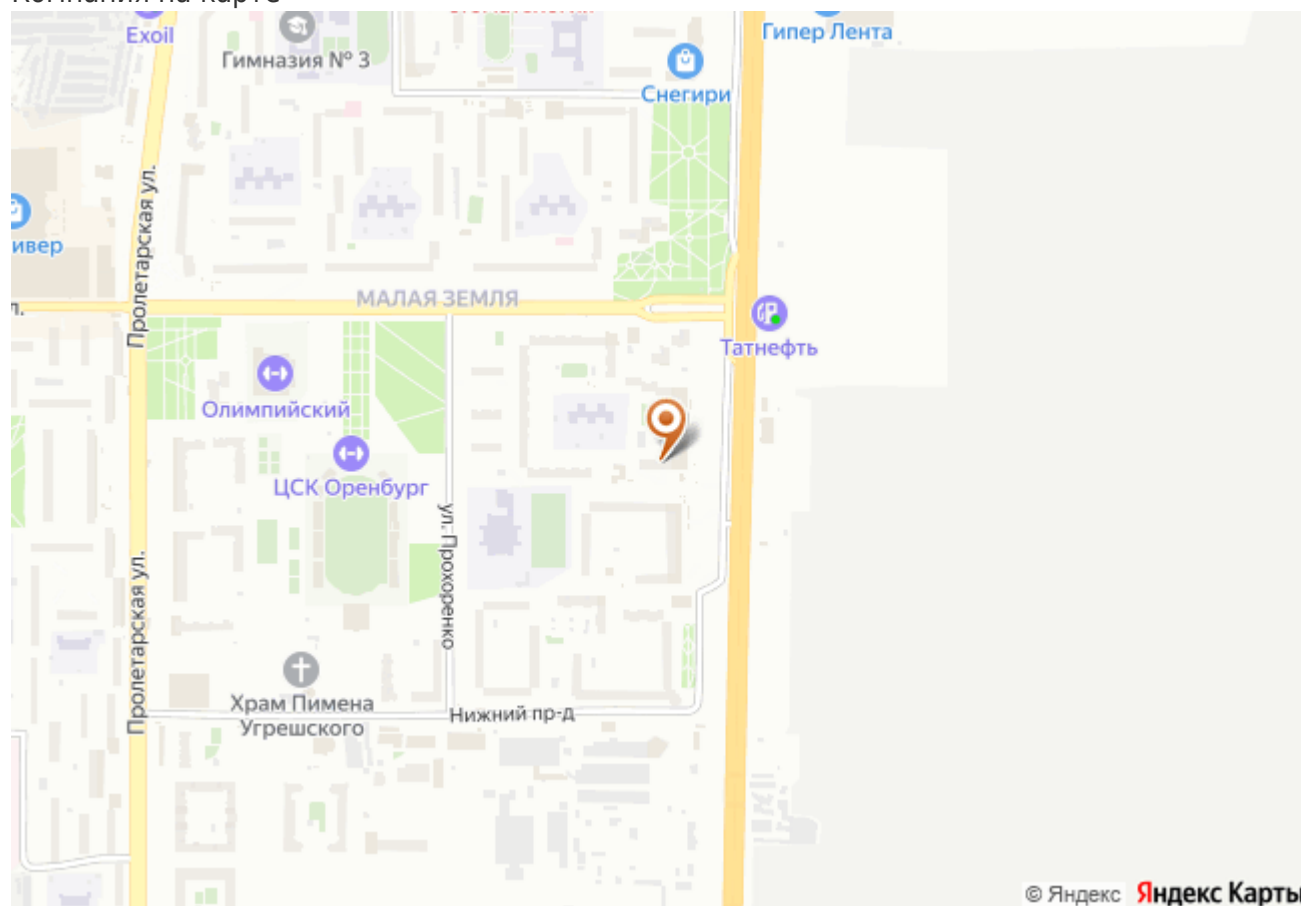 Exoil
Гипер Лента
Гимназия № 3
Снегири
Пролетарская ул.
ивер
МАЛАЯ ЗЕМЛЯ
л.
Татнефть
Олимпийский
ЦСК Оренбург
ул. Прохоренко
Пролетарская ул.
Храм Пимена
Угрешского
Нижний пр-д
© Яндекс Яндекс Карты